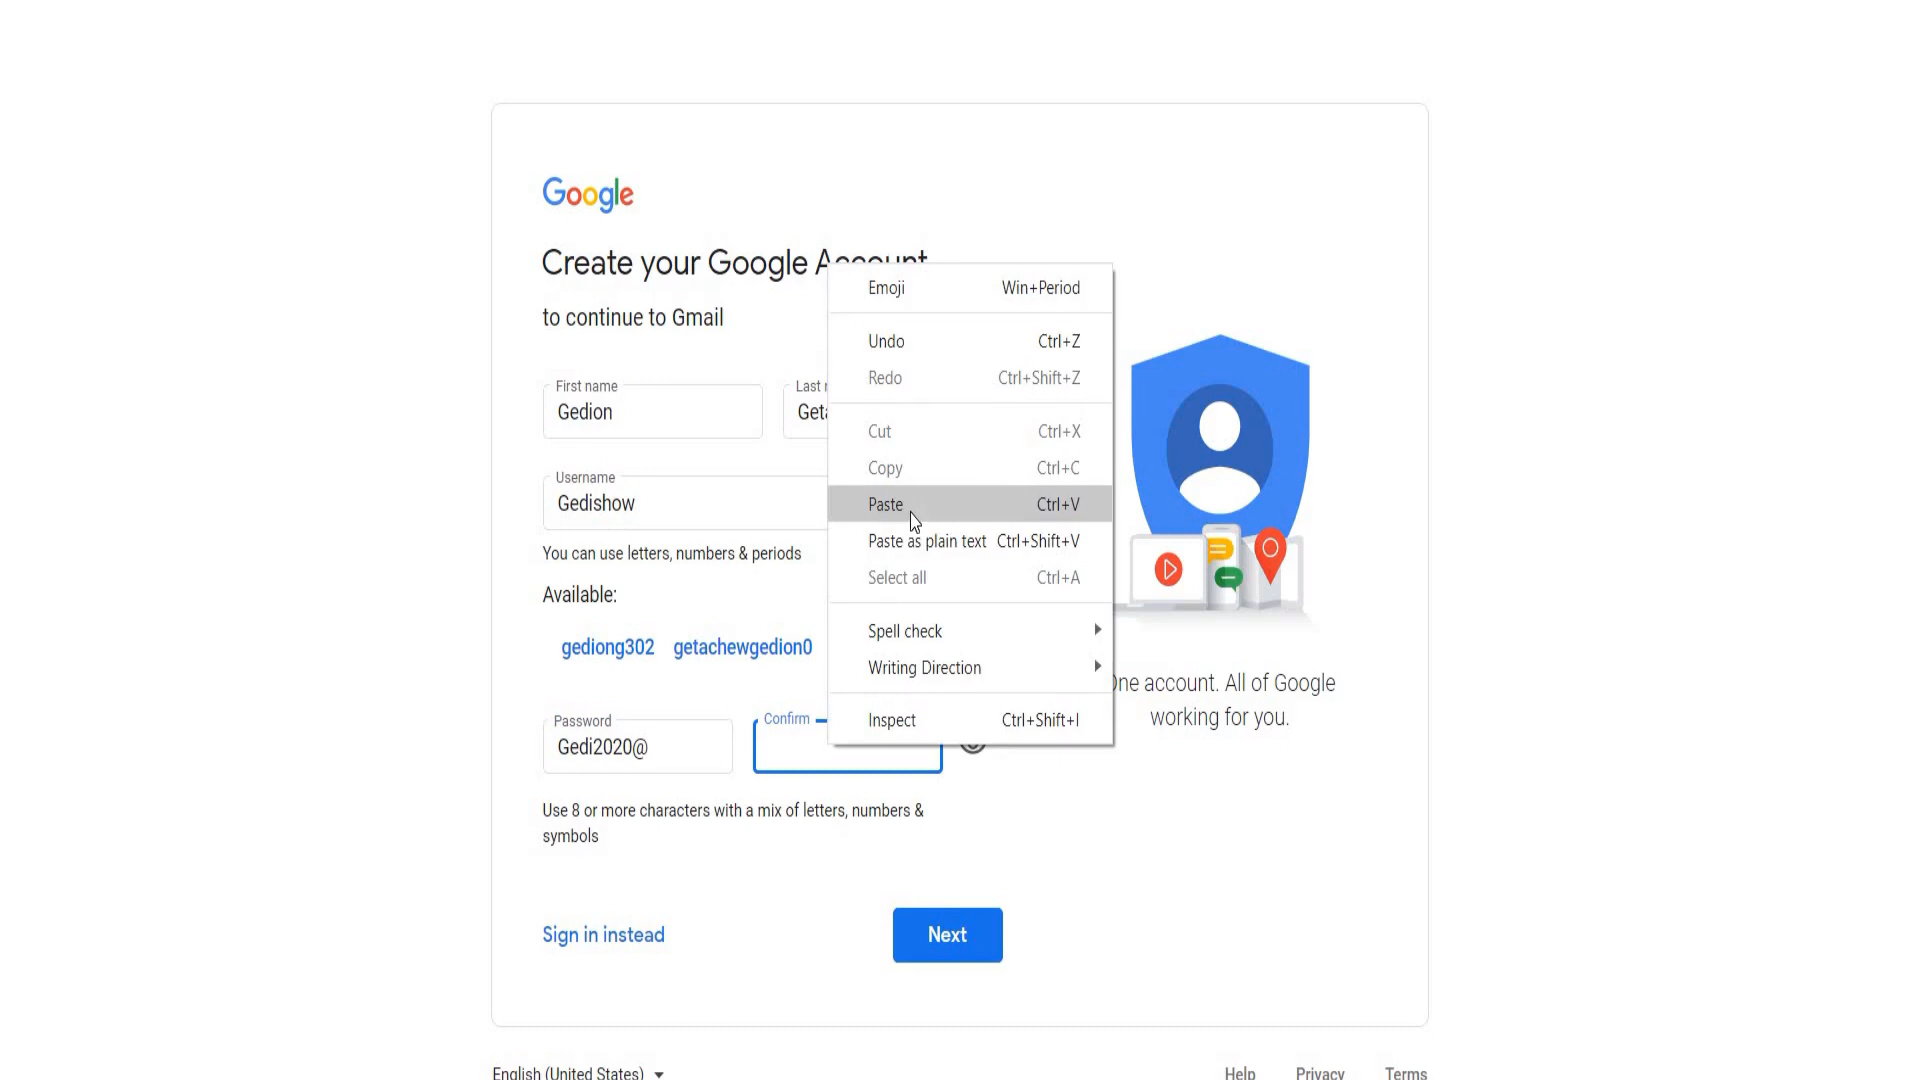 Google
Create your Google Account
to continue to Gmail
First name
Gedion
Last
Username
Gedishow
You can use letters, numbers & periods
Available:
gediong302 getachewgedion0
Password
Gedi2020@
Confirm
Use 8 or more characters with a mix of letters, numbers &
symbols
Sign in instead
Next
Emoji Win+Period
Undo Ctrl+Z
Redo Ctrl+Shift+Z
Cut Ctrl+X
Copy Ctrl+C
Paste Ctrl+V
Paste as plain text Ctrl+Shift+V
Select all Ctrl+A
Spell check
Writing Direction
Inspect Ctrl+Shift+I
One account. All of Google
working for you.
English (United States)
Help Privacy Terms